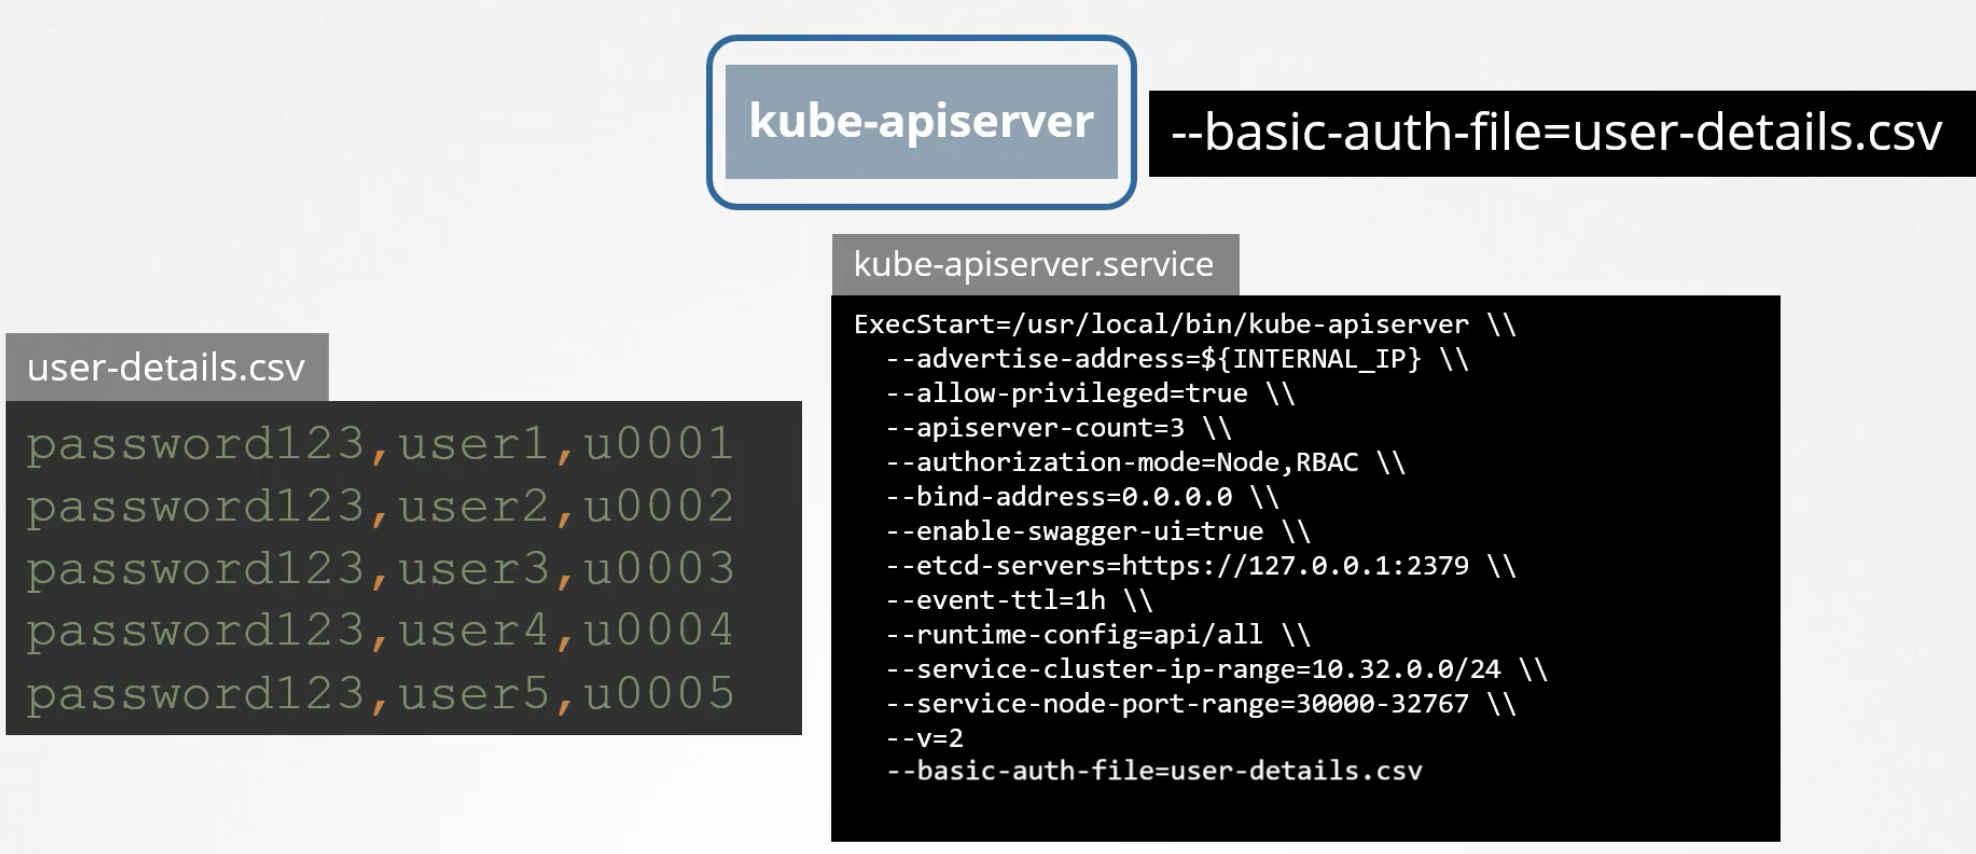 kube-apiserver
--basic-auth-file=user-details.csv
user-details.csv
password123,user1,u0001
password123,user2,u0002
password123,user3,u0003
password123,user4,u0004
password123,user5,u0005
kube-apiserver.service
ExecStart=/usr/local/bin/kube-apiserver \\
--advertise-address=${INTERNAL_IP} \\
--allow-privileged=true \\
--apiserver-count=3 \\
--authorization-mode=Node,RBAC \\
--bind-address=0.0.0.0 \\
--enable-swagger-ui=true \\
--etcd-servers=https://127.0.0.1:2379 \\
--event-ttl=1h \\
--runtime-config=api/all \\
--service-cluster-ip-range=10.32.0.0/24 \\
--service-node-port-range=30000-32767 \\
--v=2
--basic-auth-file=user-details.csv